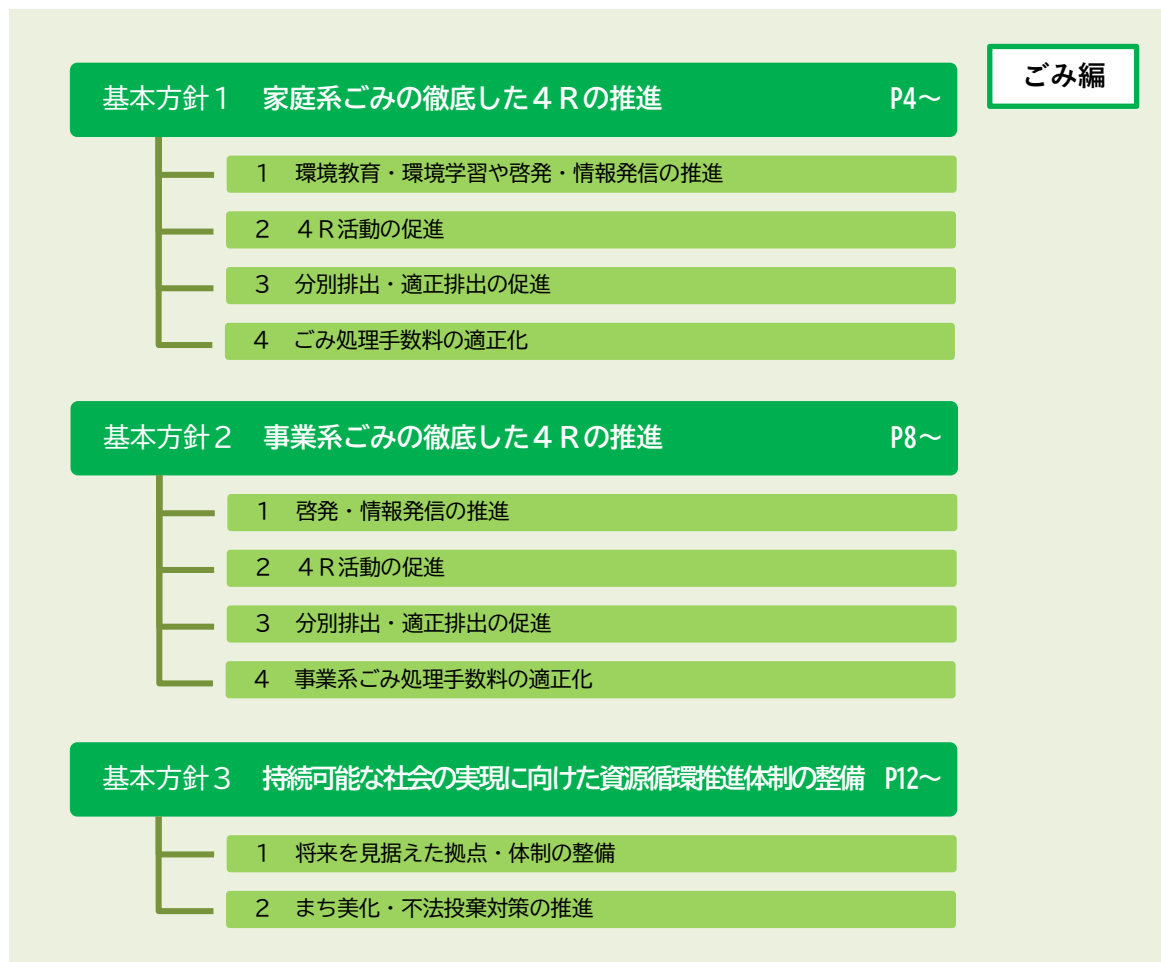 ごみ編
基本方針1 家庭系ごみの徹底した4Rの推進 P4～
1 環境教育・環境学習や啓発・情報発信の推進
2 4R活動の促進
3 分別排出・適正排出の促進
4 ごみ処理手数料の適正化
基本方針2 事業系ごみの徹底した4Rの推進 P8～
1 啓発・情報発信の推進
2 4R活動の促進
3 分別排出・適正排出の促進
4 事業系ごみ処理手数料の適正化
基本方針3 持続可能な社会の実現に向けた資源循環推進体制の整備 P12～
1 将来を見据えた拠点・体制の整備
2 まち美化・不法投棄対策の推進